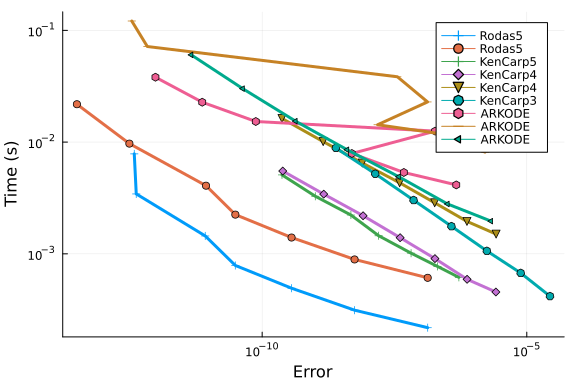 10⁻¹
10⁻²
10⁻³
Time (s)
Rodas5
Rodas5
KenCarp5
KenCarp4
KenCarp4
KenCarp3
ARKODE
ARKODE
ARKODE
10⁻¹⁰
10⁻⁵
Error